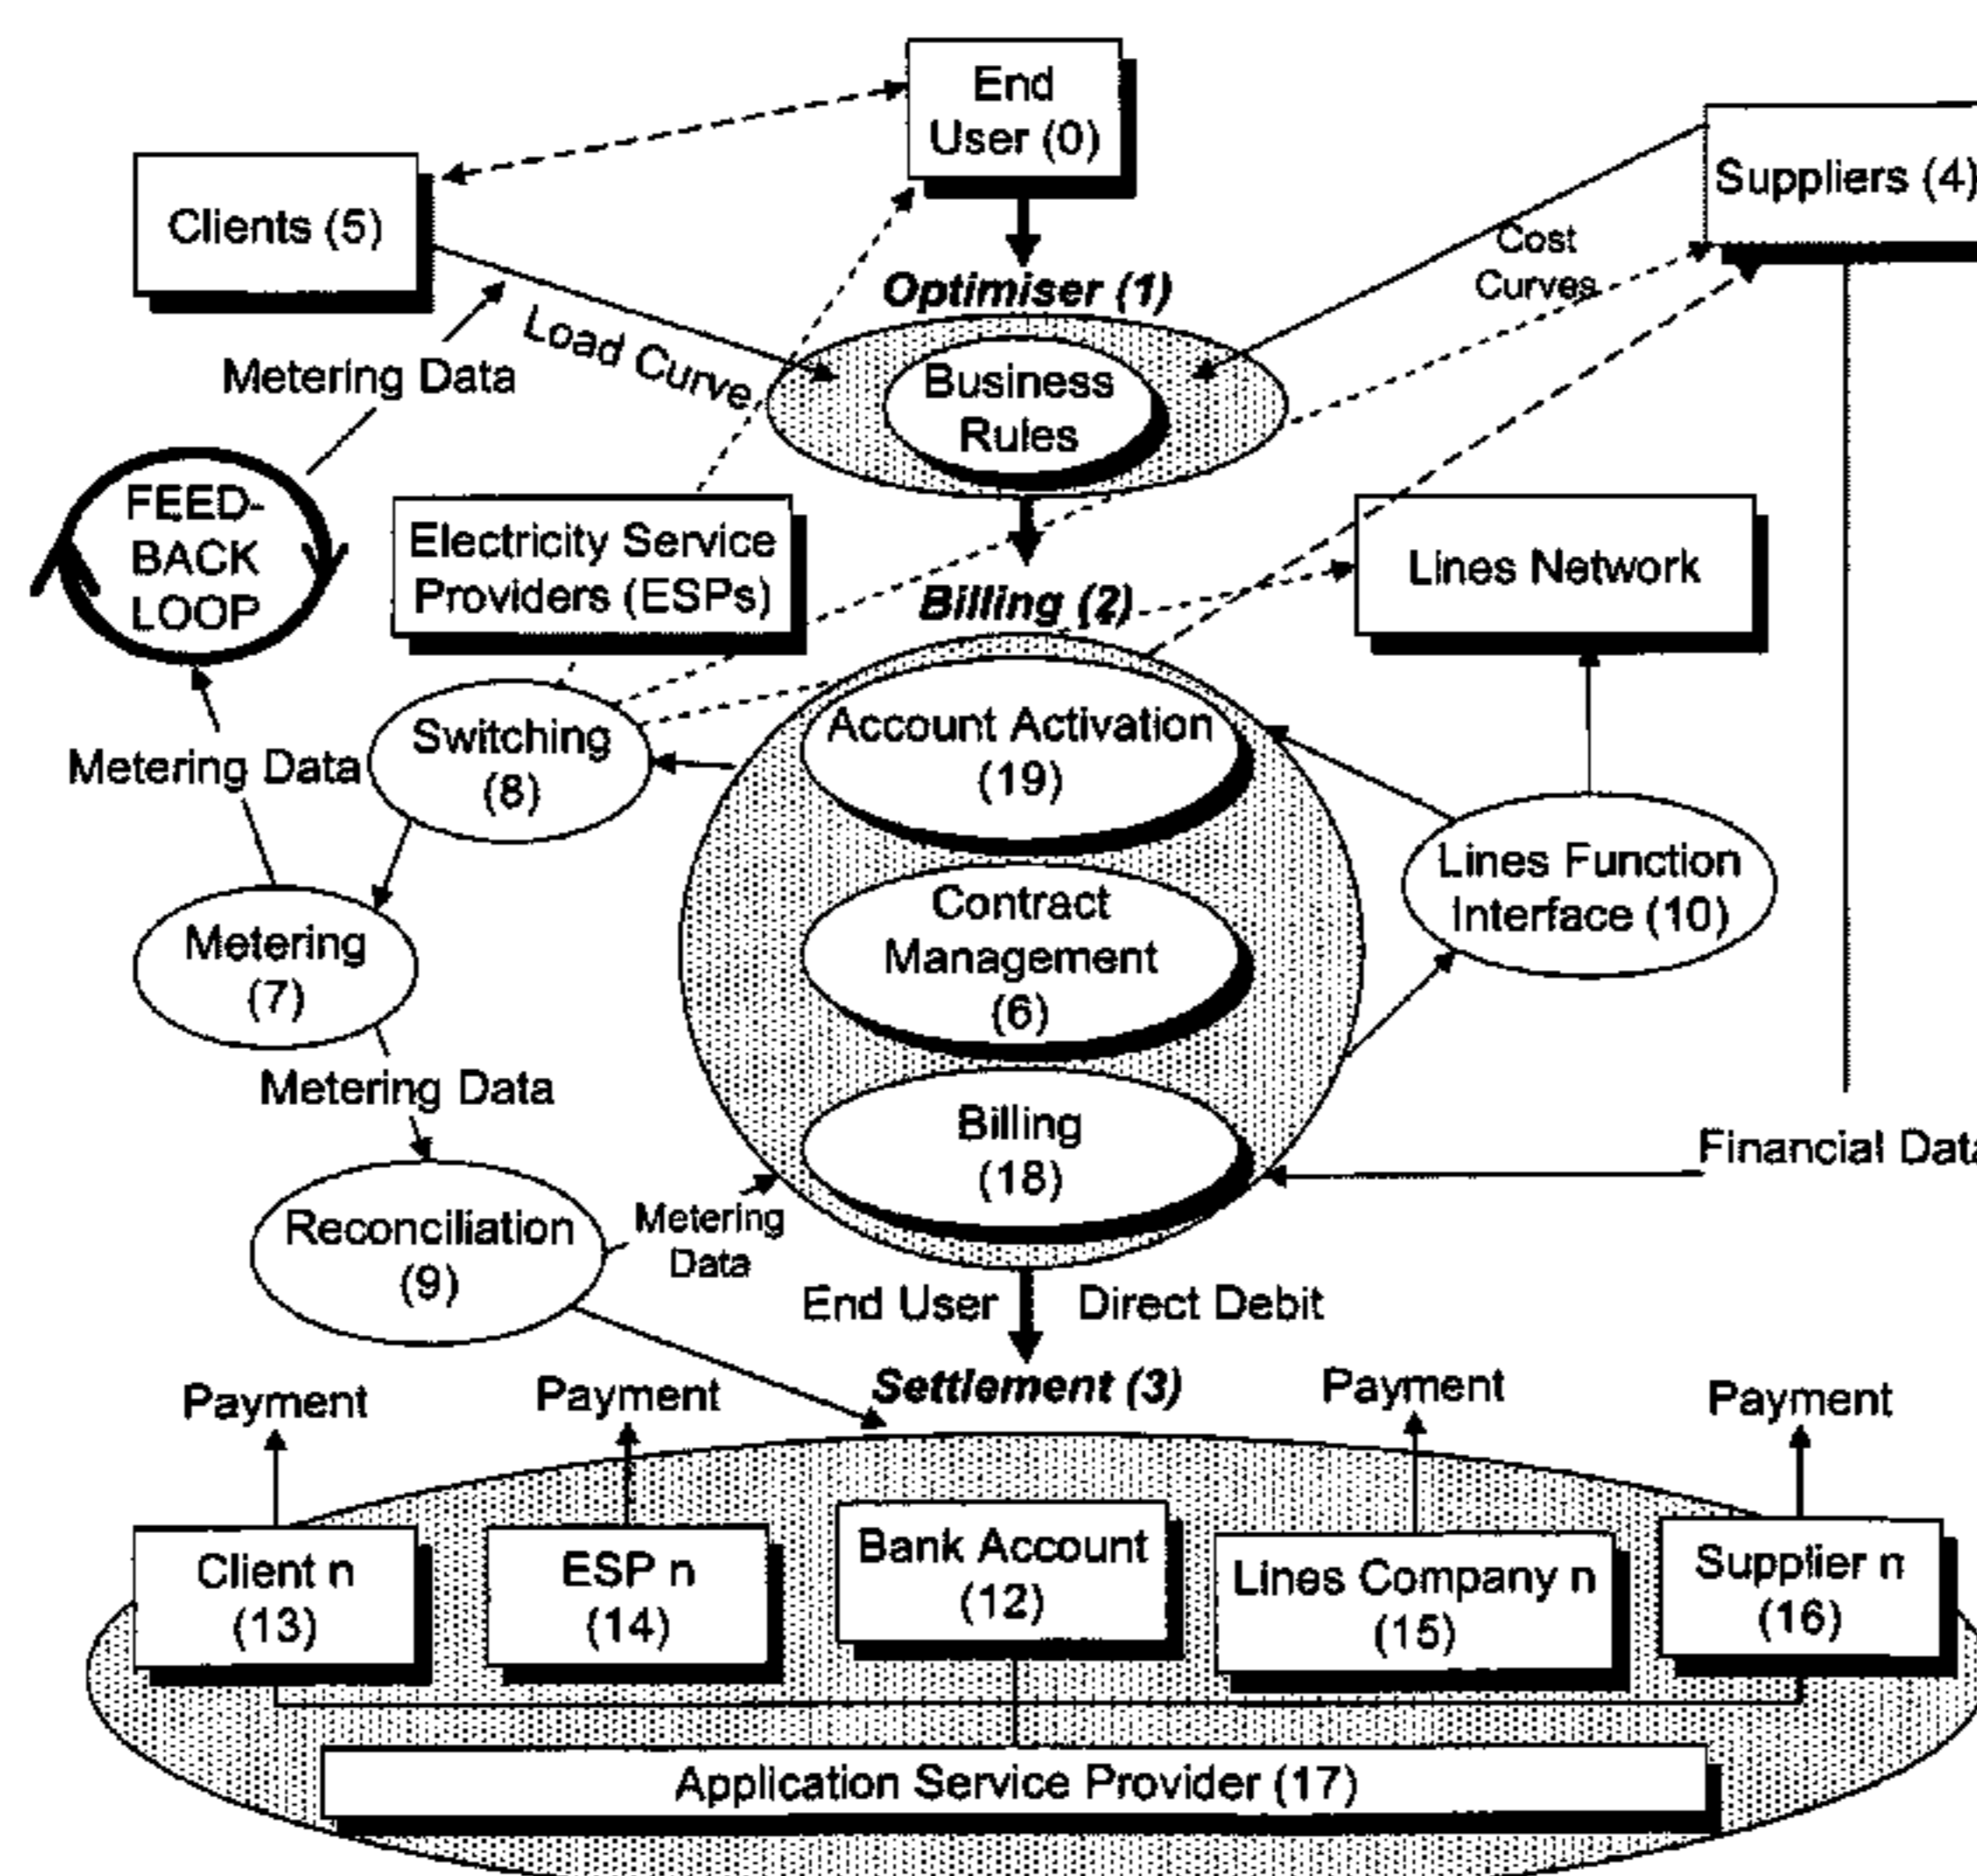 End
User (0)
Clients (5)
Suppliers (4)
Cost
Curves
Optimiser (1)
Load Curve
Metering Data
Business
Rules
FEED-
BACK
LOOP
Electricity Service
Providers (ESPs)
Lines Network
Billing (2)
Switching
(8)
Account Activation
(19)
Metering Data
Lines Function
Interface (10)
Contract
Management
(6)
Metering
(7)
Metering Data
Billing
(18)
Financial Data
Reconciliation
(9)
Metering
Data
End User
Direct Debit
Settlement (3)
Payment
Payment
Payment
Payment
Client n
(13)
ESP n
(14)
Bank Account
(12)
Lines Company n
(15)
Supplier n
(16)
Application Service Provider (17)